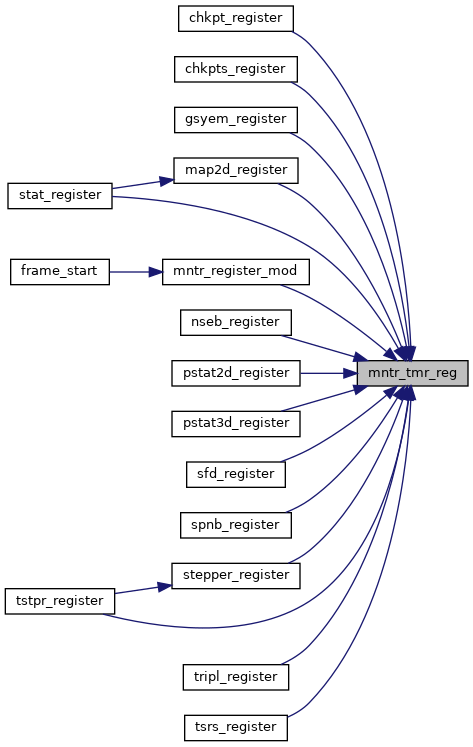 chkpt_register
chkpts_register
gsyem_register
map2d_register
stat_register
frame_start
mntr_register_mod
nseb_register
pstat2d_register
mntr_tmr_reg
pstat3d_register
sfd_register
spnb_register
stepper_register
tstpr_register
tripl_register
tsrs_register